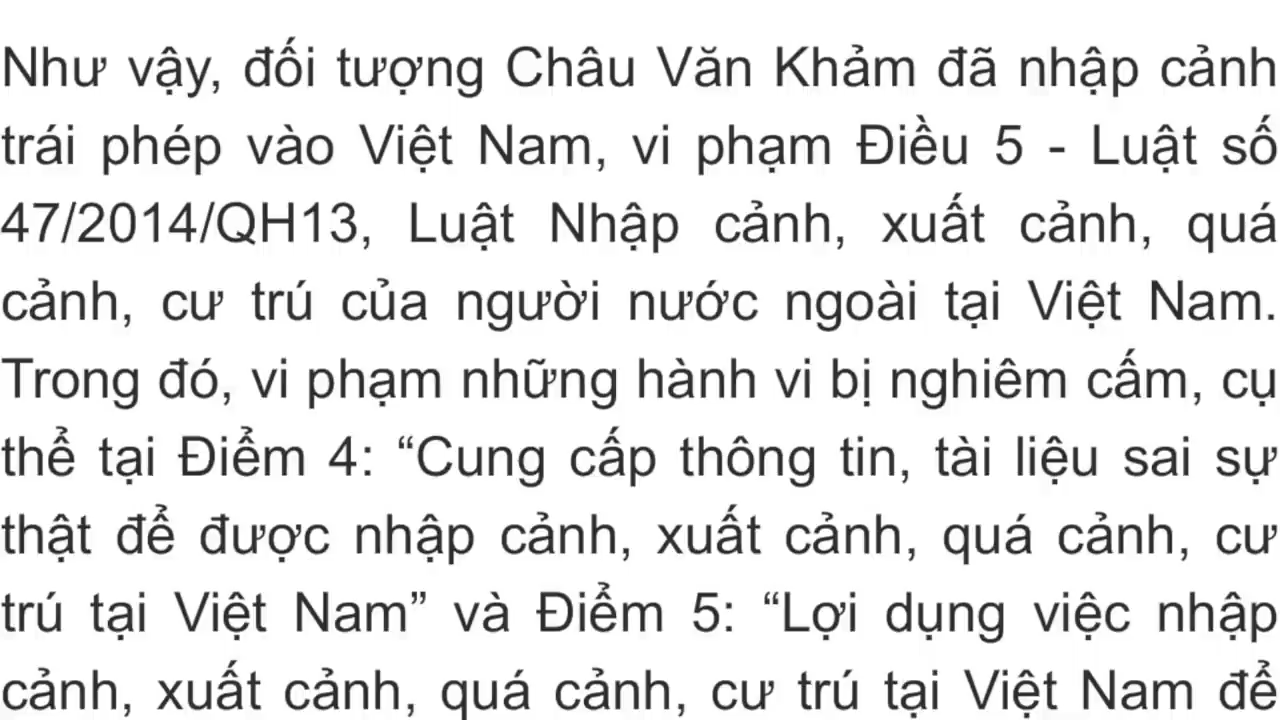 Như vậy, đối tượng Châu Văn Khảm đã nhập cảnh
trái phép vào Việt Nam, vi phạm Điều 5 - Luật số
47/2014/QH13, Luật Nhập cảnh, xuất cảnh, quá
cảnh, cư trú của người nước ngoài tại Việt Nam.
Trong đó, vi phạm những hành vi bị nghiêm cấm, cụ
thể tại Điểm 4: “Cung cấp thông tin, tài liệu sai sự
thật để được nhập cảnh, xuất cảnh, quá cảnh, cư
trú tại Việt Nam” và Điểm 5: “Lợi dụng việc nhập
cảnh, xuất cảnh, quá cảnh, cư trú tại Việt Nam để